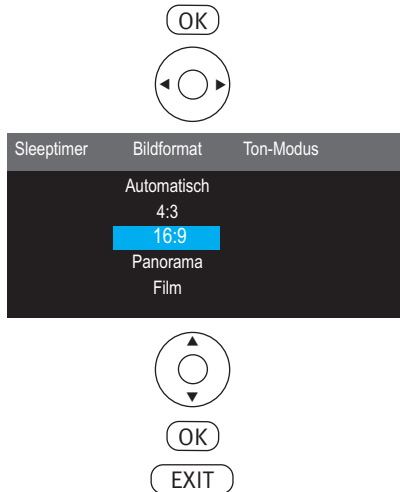 OK
Sleeptimer Bildformat Ton-Modus
Automatisch
4:3
16:9
Panorama
Film
OK
EXIT